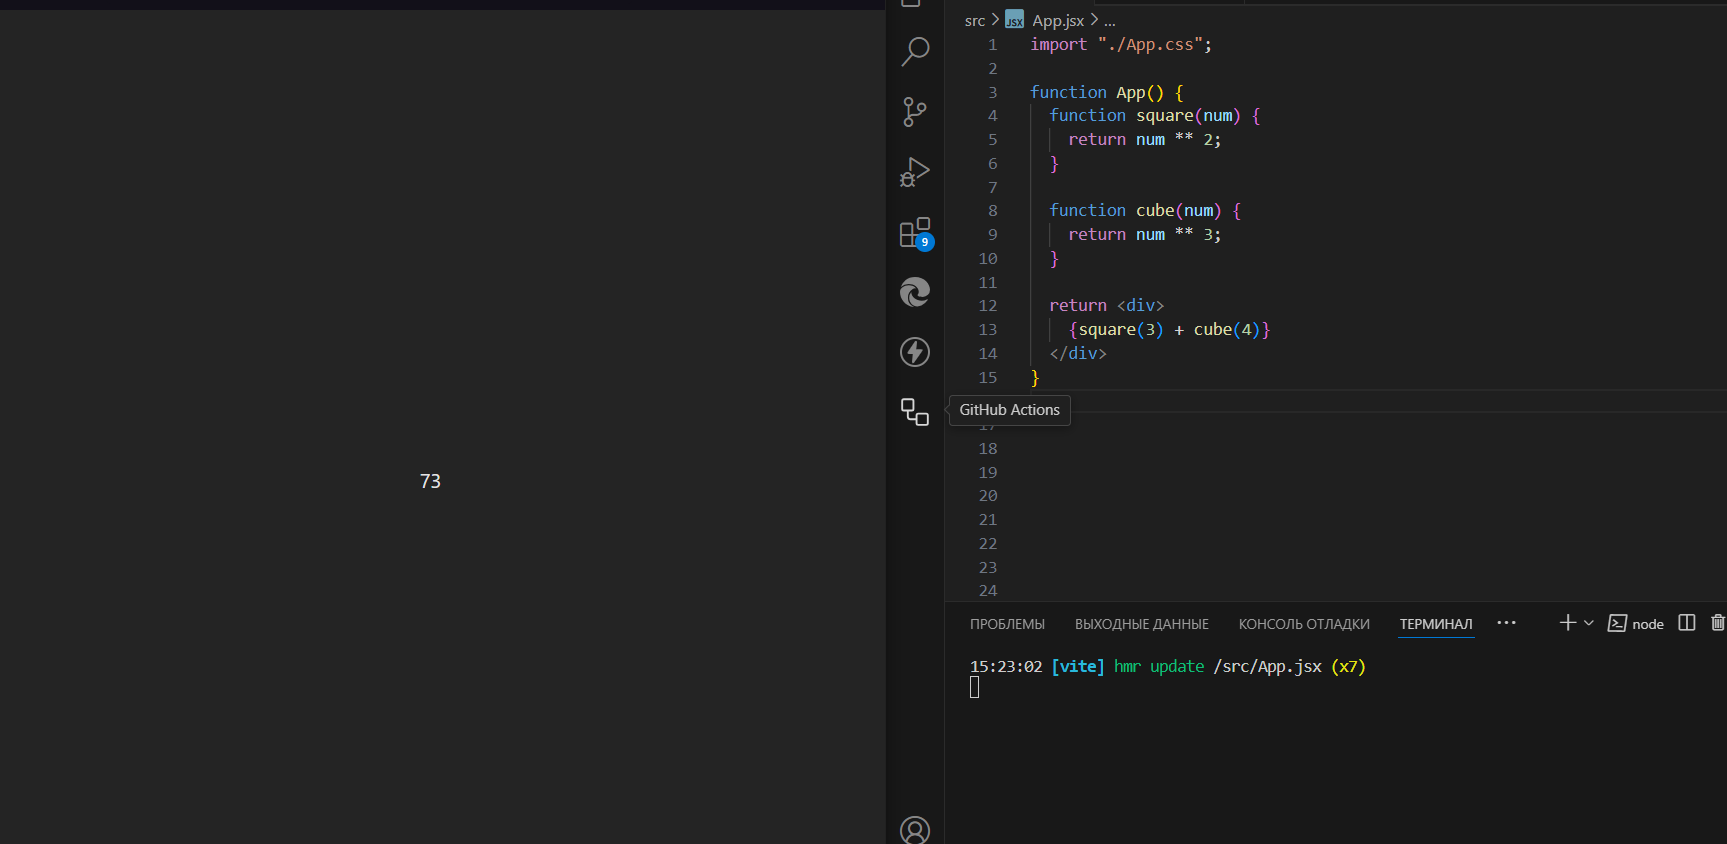 73
9
GitHub Actions
src > JSX App.jsx > ...
1 import "./App.css";
2
3 function App() {
4 function square(num) {
5 return num ** 2;
6 }
7
8 function cube(num) {
9 return num ** 3;
10 }
11
12 return <div>
13 {square(3) + cube(4)}
14 </div>
15 }
17
18
19
20
21
22
23
24
ПРОБЛЕМЫ ВЫХОДНЫЕ ДАННЫЕ КОНСОЛЬ ОТЛАДКИ ТЕРМИНАЛ ··· node
15:23:02 [vite] hmr update /src/App.jsx (x7)